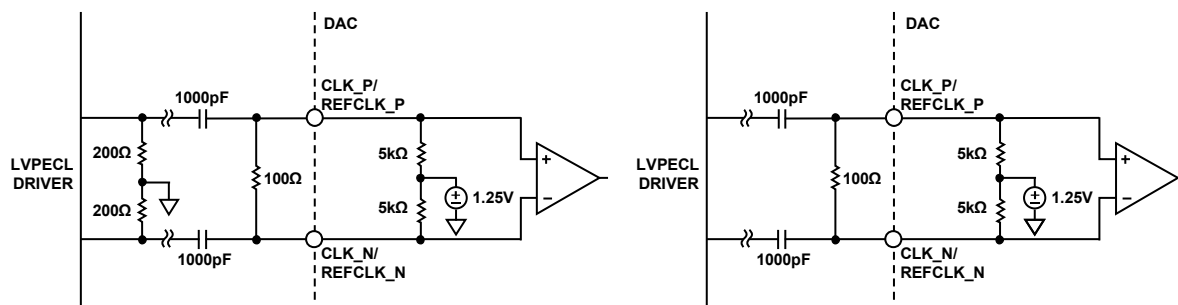 DAC
CLK_P/
REFCLK_P
1000pF
200Ω
LVPECL
DRIVER
200Ω
100Ω
5kΩ
5kΩ
+
−
±
1.25V
1000pF
CLK_N/
REFCLK_N
DAC
CLK_P/
REFCLK_P
1000pF
LVPECL
DRIVER
100Ω
5kΩ
5kΩ
+
−
±
1.25V
1000pF
CLK_N/
REFCLK_N